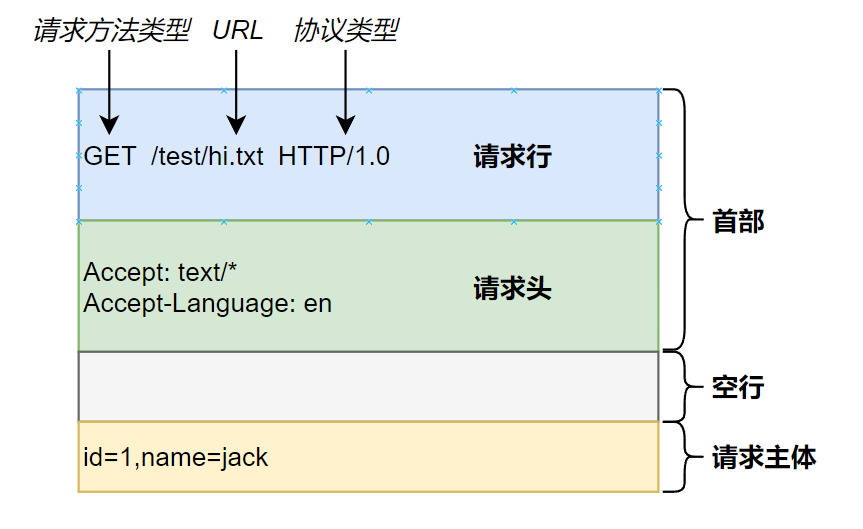 请求方法类型 URL 协议类型
GET /test/hi.txt HTTP/1.0 请求行
首部
Accept: text/*
Accept-Language: en
请求头
空行
id=1,name=jack 请求主体